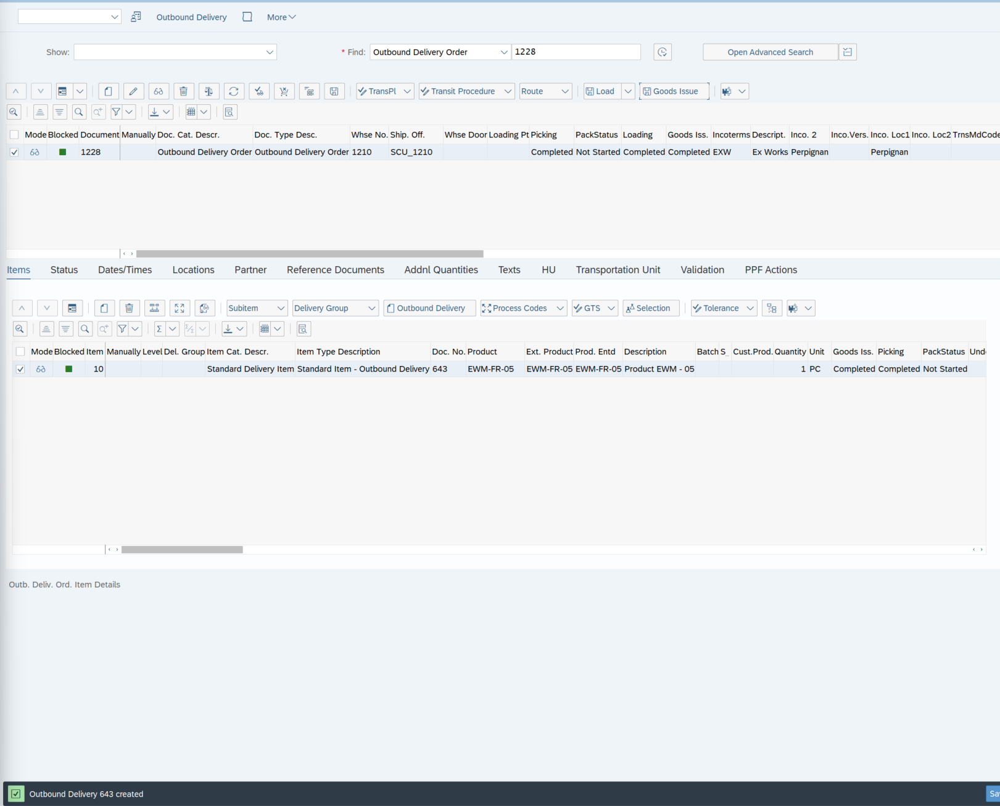 Outbound Delivery More
Show: * Find: Outbound Delivery Order 1228 Open Advanced Search
TransPl Transit Procedure Route Load Goods Issue
Mode Blocked Document Manually Doc. Cat. Descr. Doc. Type Desc. Whse No. Ship. Off. Whse Door Loading Pt Picking PackStatus Loading Goods Iss. Incoterms Descript. Inco. 2 Inco.Vers. Inco. Loc1 Inco. Loc2 TrnsMdCode
1228 Outbound Delivery Order Outbound Delivery Order 1210 SCU_1210 Completed Not Started Completed Completed EXW Ex Works Perpignan Perpignan
Items Status Dates/Times Locations Partner Reference Documents Addnl Quantities Texts HU Transportation Unit Validation PPF Actions
Subitem Delivery Group Outbound Delivery Process Codes GTS Selection Tolerance
Mode Blocked Item Manually Level Del. Group Item Cat. Descr. Item Type Description Doc. No. Product Ext. Product Prod. Entd Description Batch S... Cust.Prod. Quantity Unit Goods Iss. Picking PackStatus Und
10 Standard Delivery Item Standard Item - Outbound Delivery 643 EWM-FR-05 EWM-FR-05 EWM-FR-05 Product EWM - 05 1 PC Completed Completed Not Started
Outb. Deliv. Ord. Item Details
Outbound Delivery 643 created